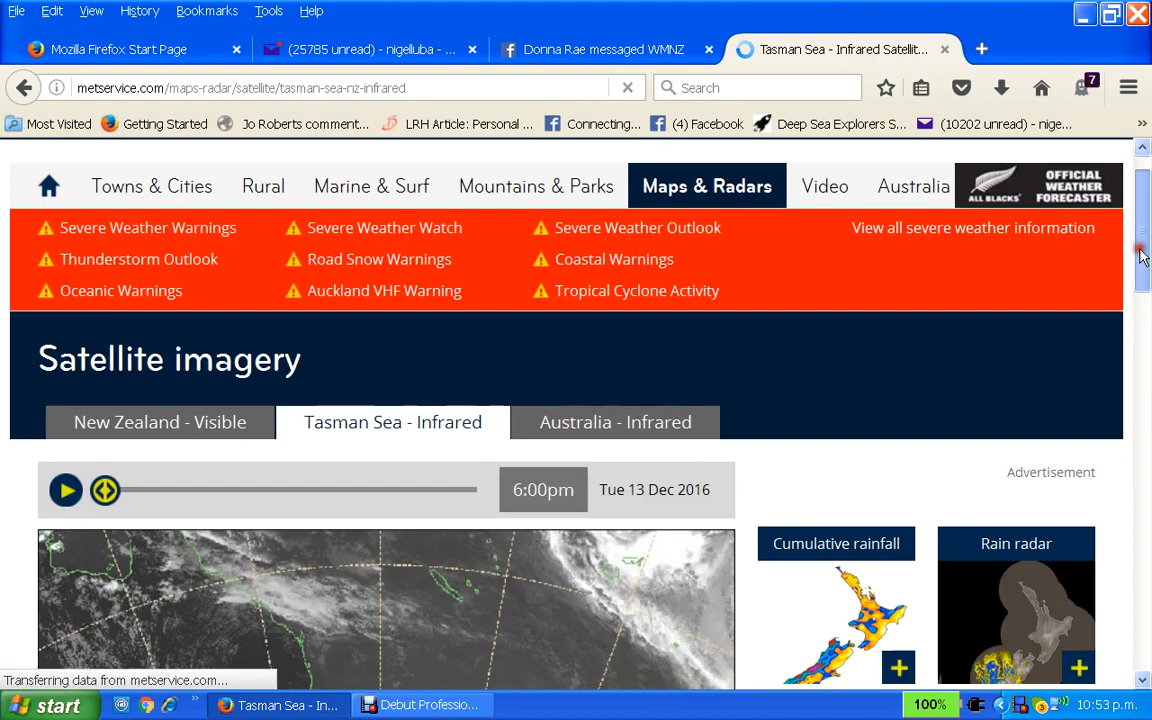 File Edit View History Bookmarks Tools Help
Mozilla Firefox Start Page (25785 unread) - nigelluba - ... Donna Rae messaged WMNZ Tasman Sea - Infrared Satellit...
metservice.com/maps-radar/satellite/tasman-sea-nz-infrared Search 7
Most Visited Getting Started Jo Roberts comment... LRH Article: Personal ... Connecting... (4) Facebook Deep Sea Explorers S... (10202 unread) - nige...
Towns & Cities Rural Marine & Surf Mountains & Parks Maps & Radars Video Australia ALL BLACKS OFFICIAL WEATHER FORECASTER
Severe Weather Warnings Severe Weather Watch Severe Weather Outlook View all severe weather information
Thunderstorm Outlook Road Snow Warnings Coastal Warnings
Oceanic Warnings Auckland VHF Warning Tropical Cyclone Activity
Satellite imagery
New Zealand - Visible Tasman Sea - Infrared Australia - Infrared
6:00pm Tue 13 Dec 2016 Advertisement
Cumulative rainfall Rain radar
Transferring data from metservice.com...
start Tasman Sea - In... Debut Professio... 100% 3 10:53 p.m.